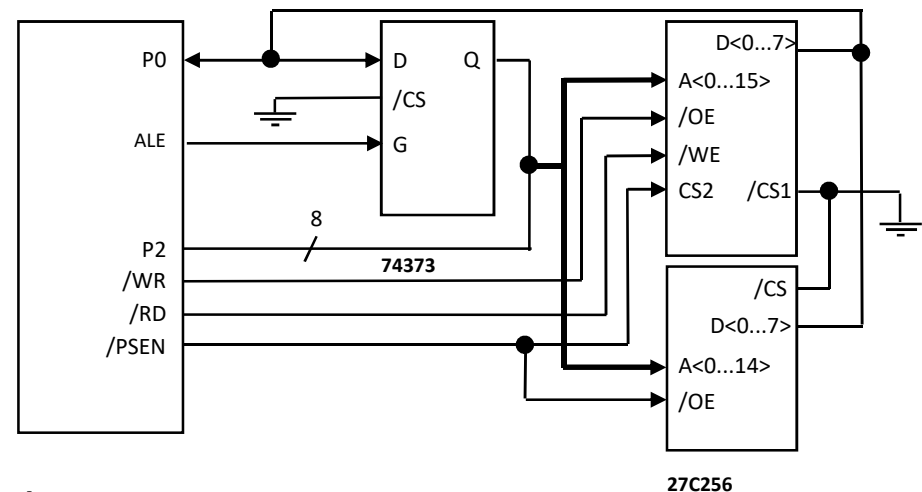 P0
ALE
P2
/WR
/RD
/PSEN
8
D
Q
/CS
G
74373
D<0...7>
A<0...15>
/OE
/WE
CS2
/CS1
/CS
D<0...7>
A<0...14>
/OE
27C256